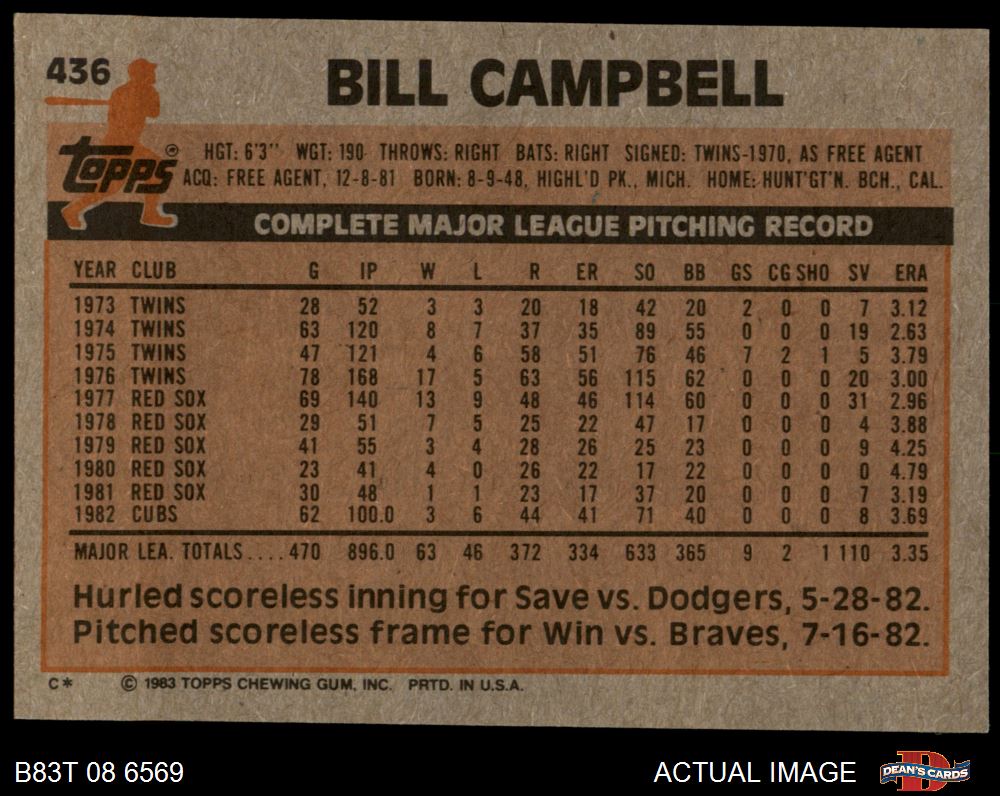 436
BILL CAMPBELL
Topps®
HGT: 6'3" WGT: 190 THROWS: RIGHT BATS: RIGHT SIGNED: TWINS-1970, AS FREE AGENT
ACQ: FREE AGENT, 12-8-81 BORN: 8-9-48, HIGHL'D PK., MICH. HOME: HUNT'GT'N. BCH., CAL.
COMPLETE MAJOR LEAGUE PITCHING RECORD
YEAR CLUB G IP W L R ER SO BB GS CG SHO SV ERA
1973 TWINS 28 52 3 3 20 18 42 20 2 0 0 7 3.12
1974 TWINS 63 120 8 7 37 35 89 55 0 0 0 19 2.63
1975 TWINS 47 121 4 6 58 51 76 46 7 2 1 5 3.79
1976 TWINS 78 168 17 5 63 56 115 62 0 0 0 20 3.00
1977 RED SOX 69 140 13 9 48 46 114 60 0 0 0 31 2.96
1978 RED SOX 29 51 7 5 25 22 47 17 0 0 0 4 3.88
1979 RED SOX 41 55 3 4 28 26 25 23 0 0 0 9 4.25
1980 RED SOX 23 41 4 0 26 22 17 22 0 0 0 0 4.79
1981 RED SOX 30 48 1 1 23 17 37 20 0 0 0 7 3.19
1982 CUBS 62 100.0 3 6 44 41 71 40 0 0 0 8 3.69
MAJOR LEA. TOTALS.... 470 896.0 63 46 372 334 633 365 9 2 1 110 3.35
Hurled scoreless inning for Save vs. Dodgers, 5-28-82.
Pitched scoreless frame for Win vs. Braves, 7-16-82.
C* © 1983 TOPPS CHEWING GUM, INC. PRTD. IN U.S.A.
B83T 08 6569 ACTUAL IMAGE D DEAN'S CARDS